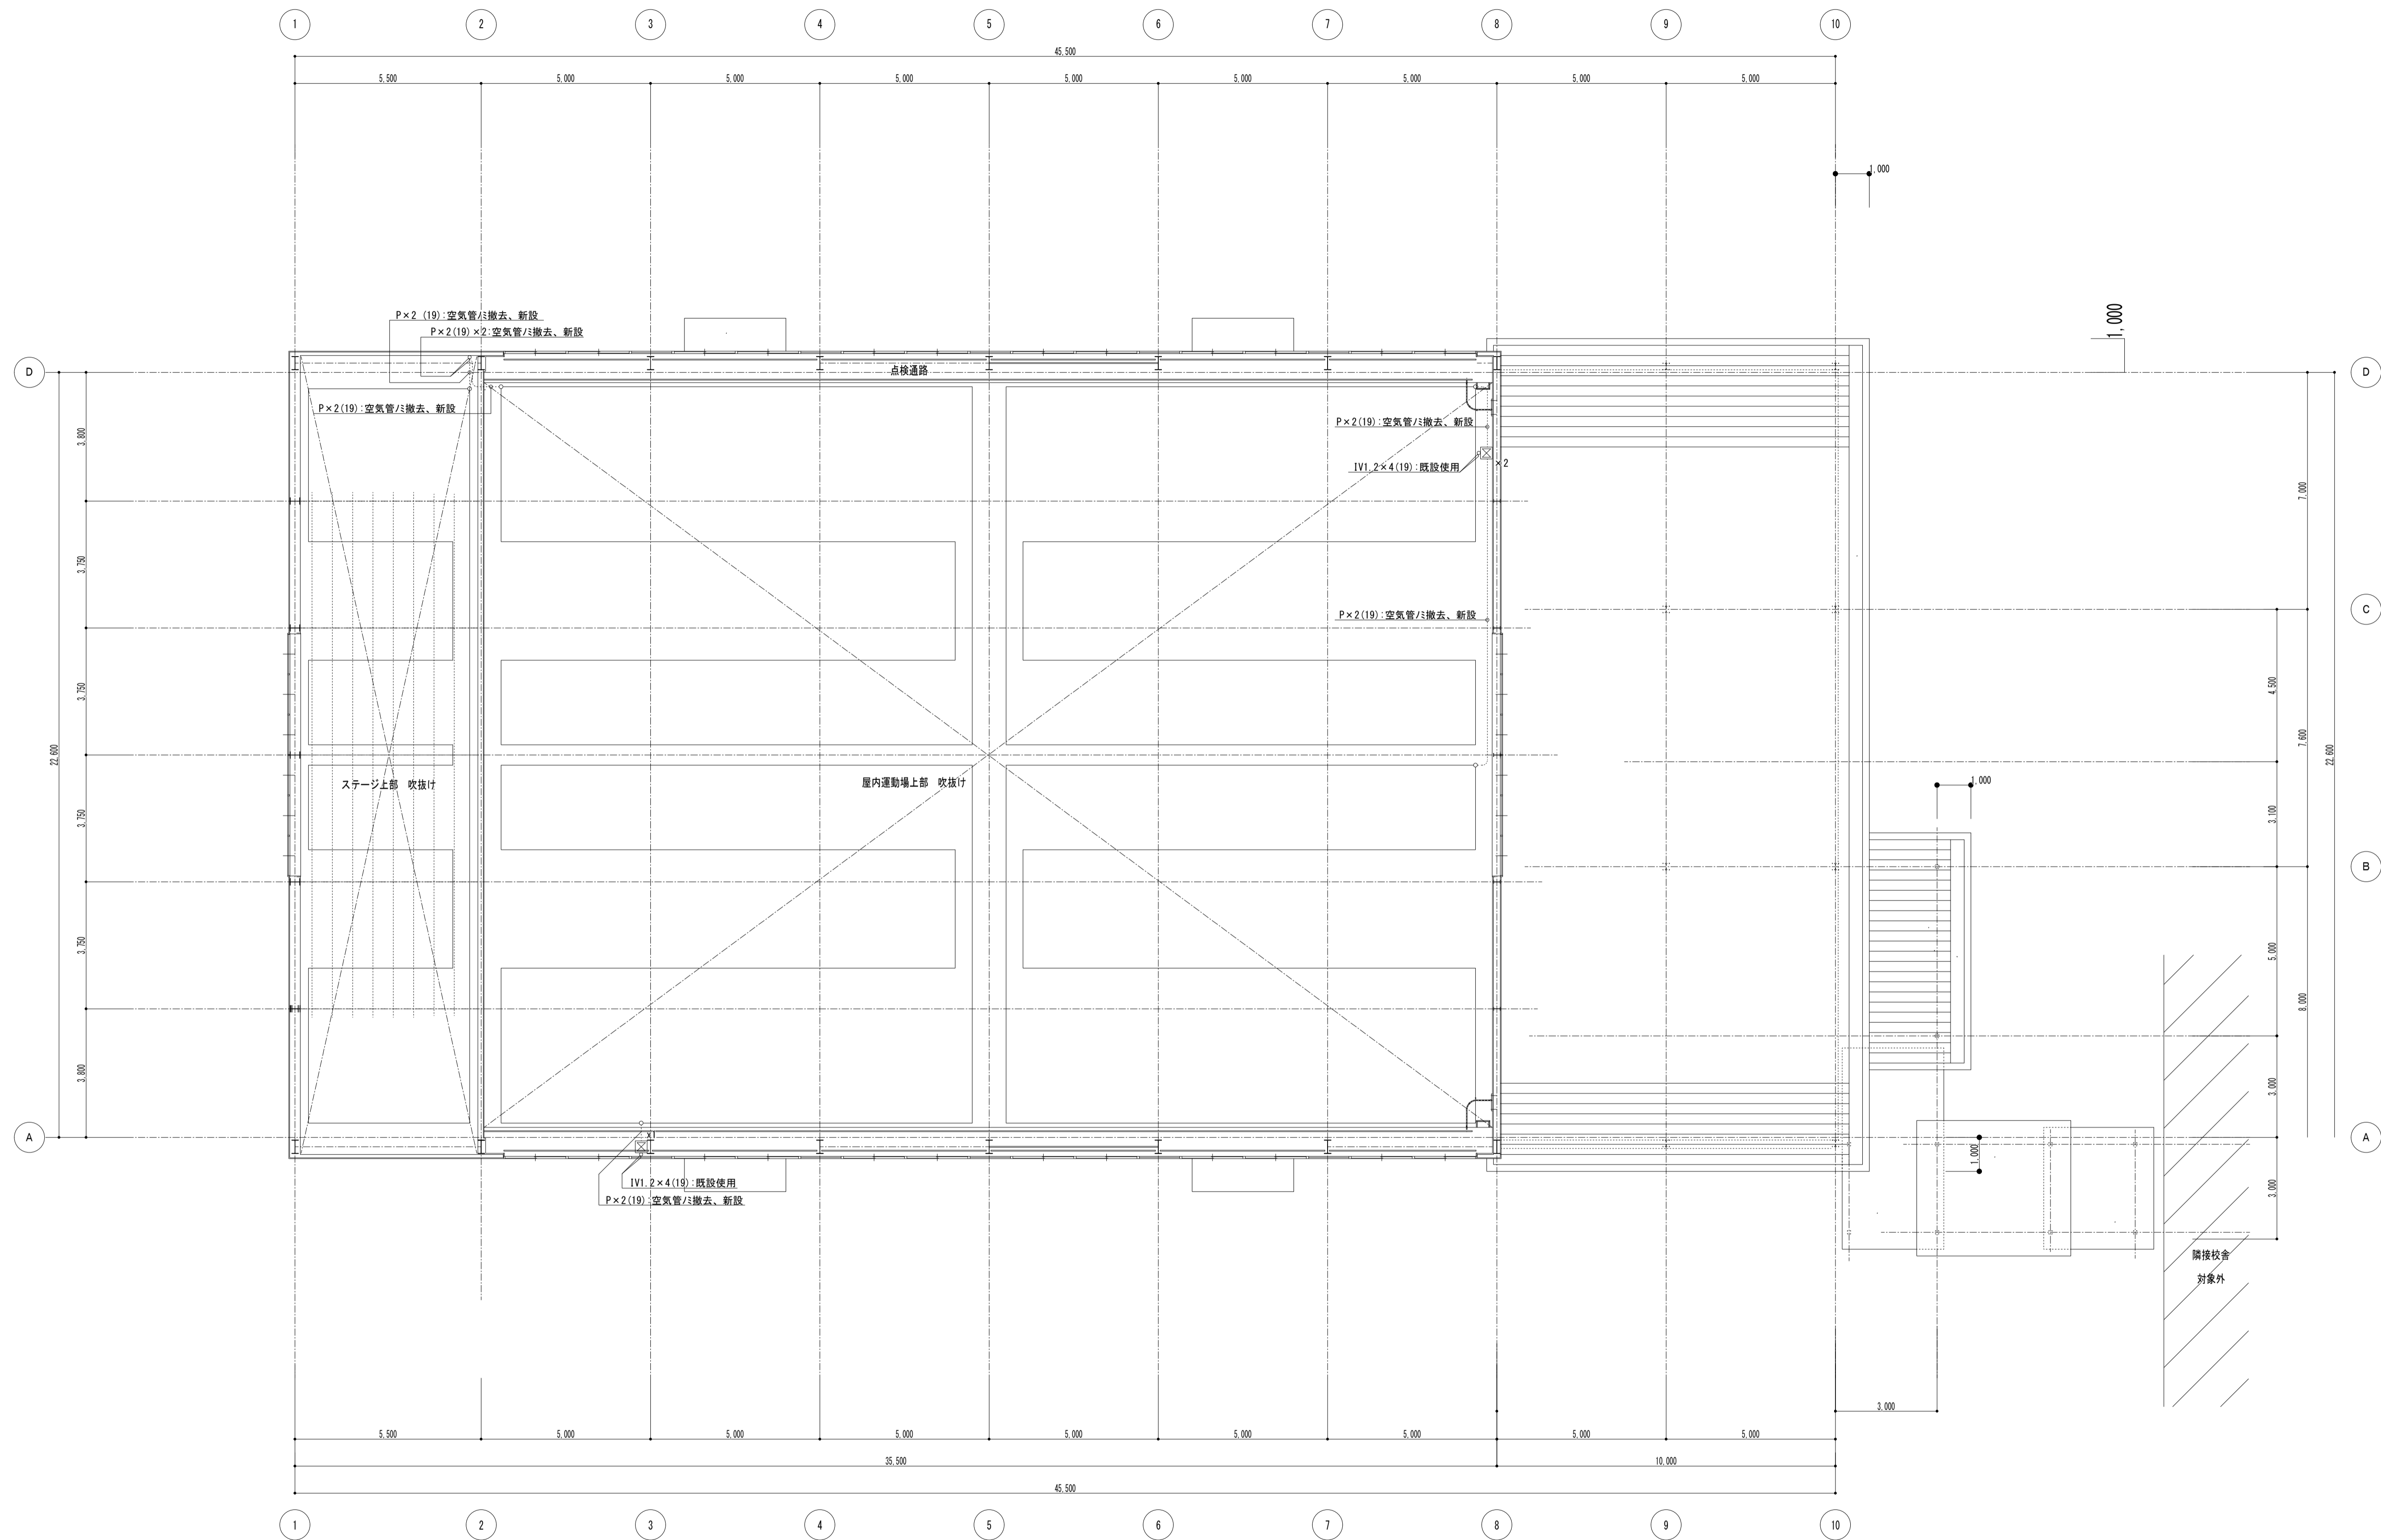 1 2 3 4 5 6 7 8 9 10
45,500
5,500 5,000 5,000 5,000 5,000 5,000 5,000 5,000 5,000
1,000
1,000
P×2 (19):空気管ﾉﾐ撤去、新設
P×2(19)×2:空気管ﾉﾐ撤去、新設
D
点検通路
D
P×2(19):空気管ﾉﾐ撤去、新設
P×2(19):空気管ﾉﾐ撤去、新設
3,800
IV1.2×4(19):既設使用
×2
7,000
3,750
P×2(19):空気管ﾉﾐ撤去、新設
C
3,750
4,500
22,600
7,600
22,600
ステージ上部 吹抜け
屋内運動場上部 吹抜け
1,000
3,750
3,100
B
3,750
5,000
8,000
3,800
3,000
A
×1
1,000
A
IV1.2×4(19):既設使用
P×2(19):空気管ﾉﾐ撤去、新設
3,000
隣接校舎
対象外
3,000
5,500 5,000 5,000 5,000 5,000 5,000 5,000 5,000 5,000
35,500 10,000
45,500
1 2 3 4 5 6 7 8 9 10